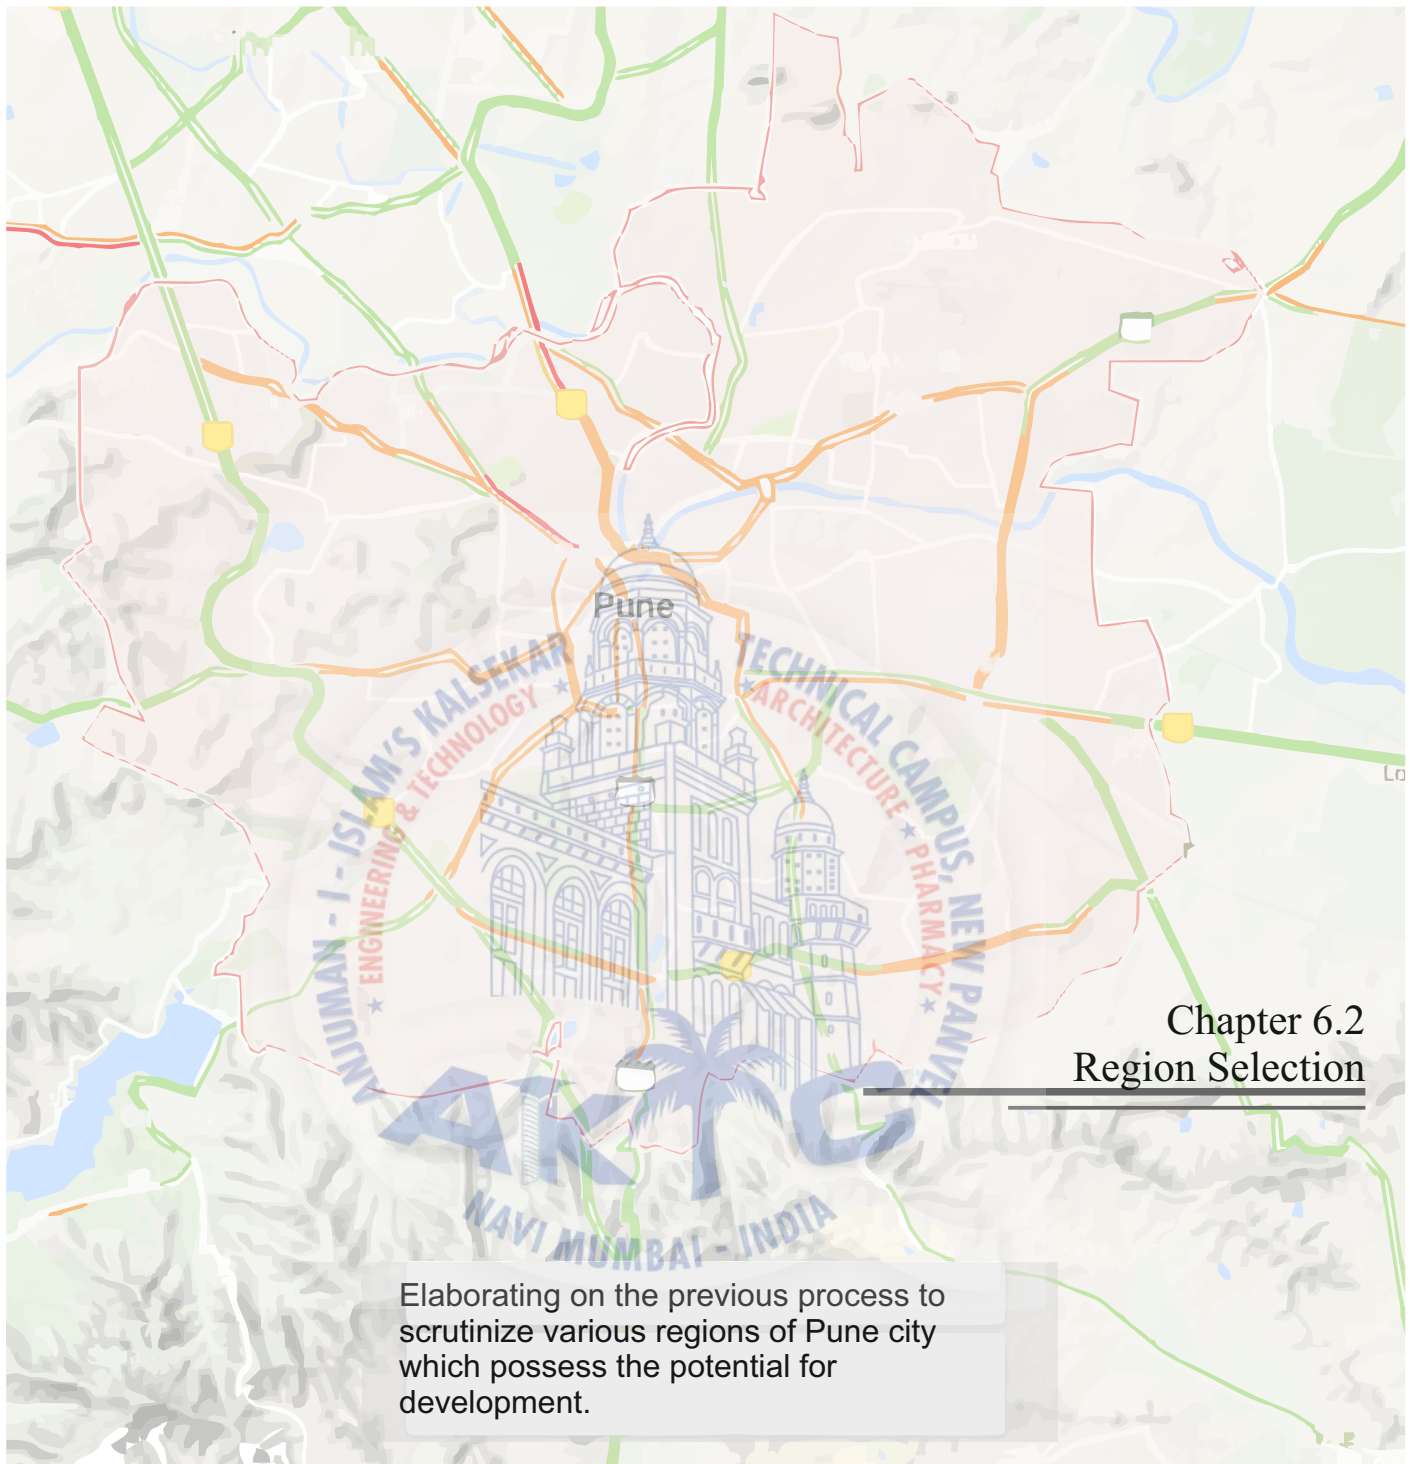 Pune
Lo
ANJUMAN - I - ISLAM'S KALSEKAR TECHNICAL CAMPUS, NEW PANVEL
★ ENGINEERING & TECHNOLOGY ★ ARCHITECTURE ★ PHARMACY ★
Chapter 6.2
Region Selection
AKTC
NAVI MUMBAI - INDIA
Elaborating on the previous process to
scrutinize various regions of Pune city
which possess the potential for
development.